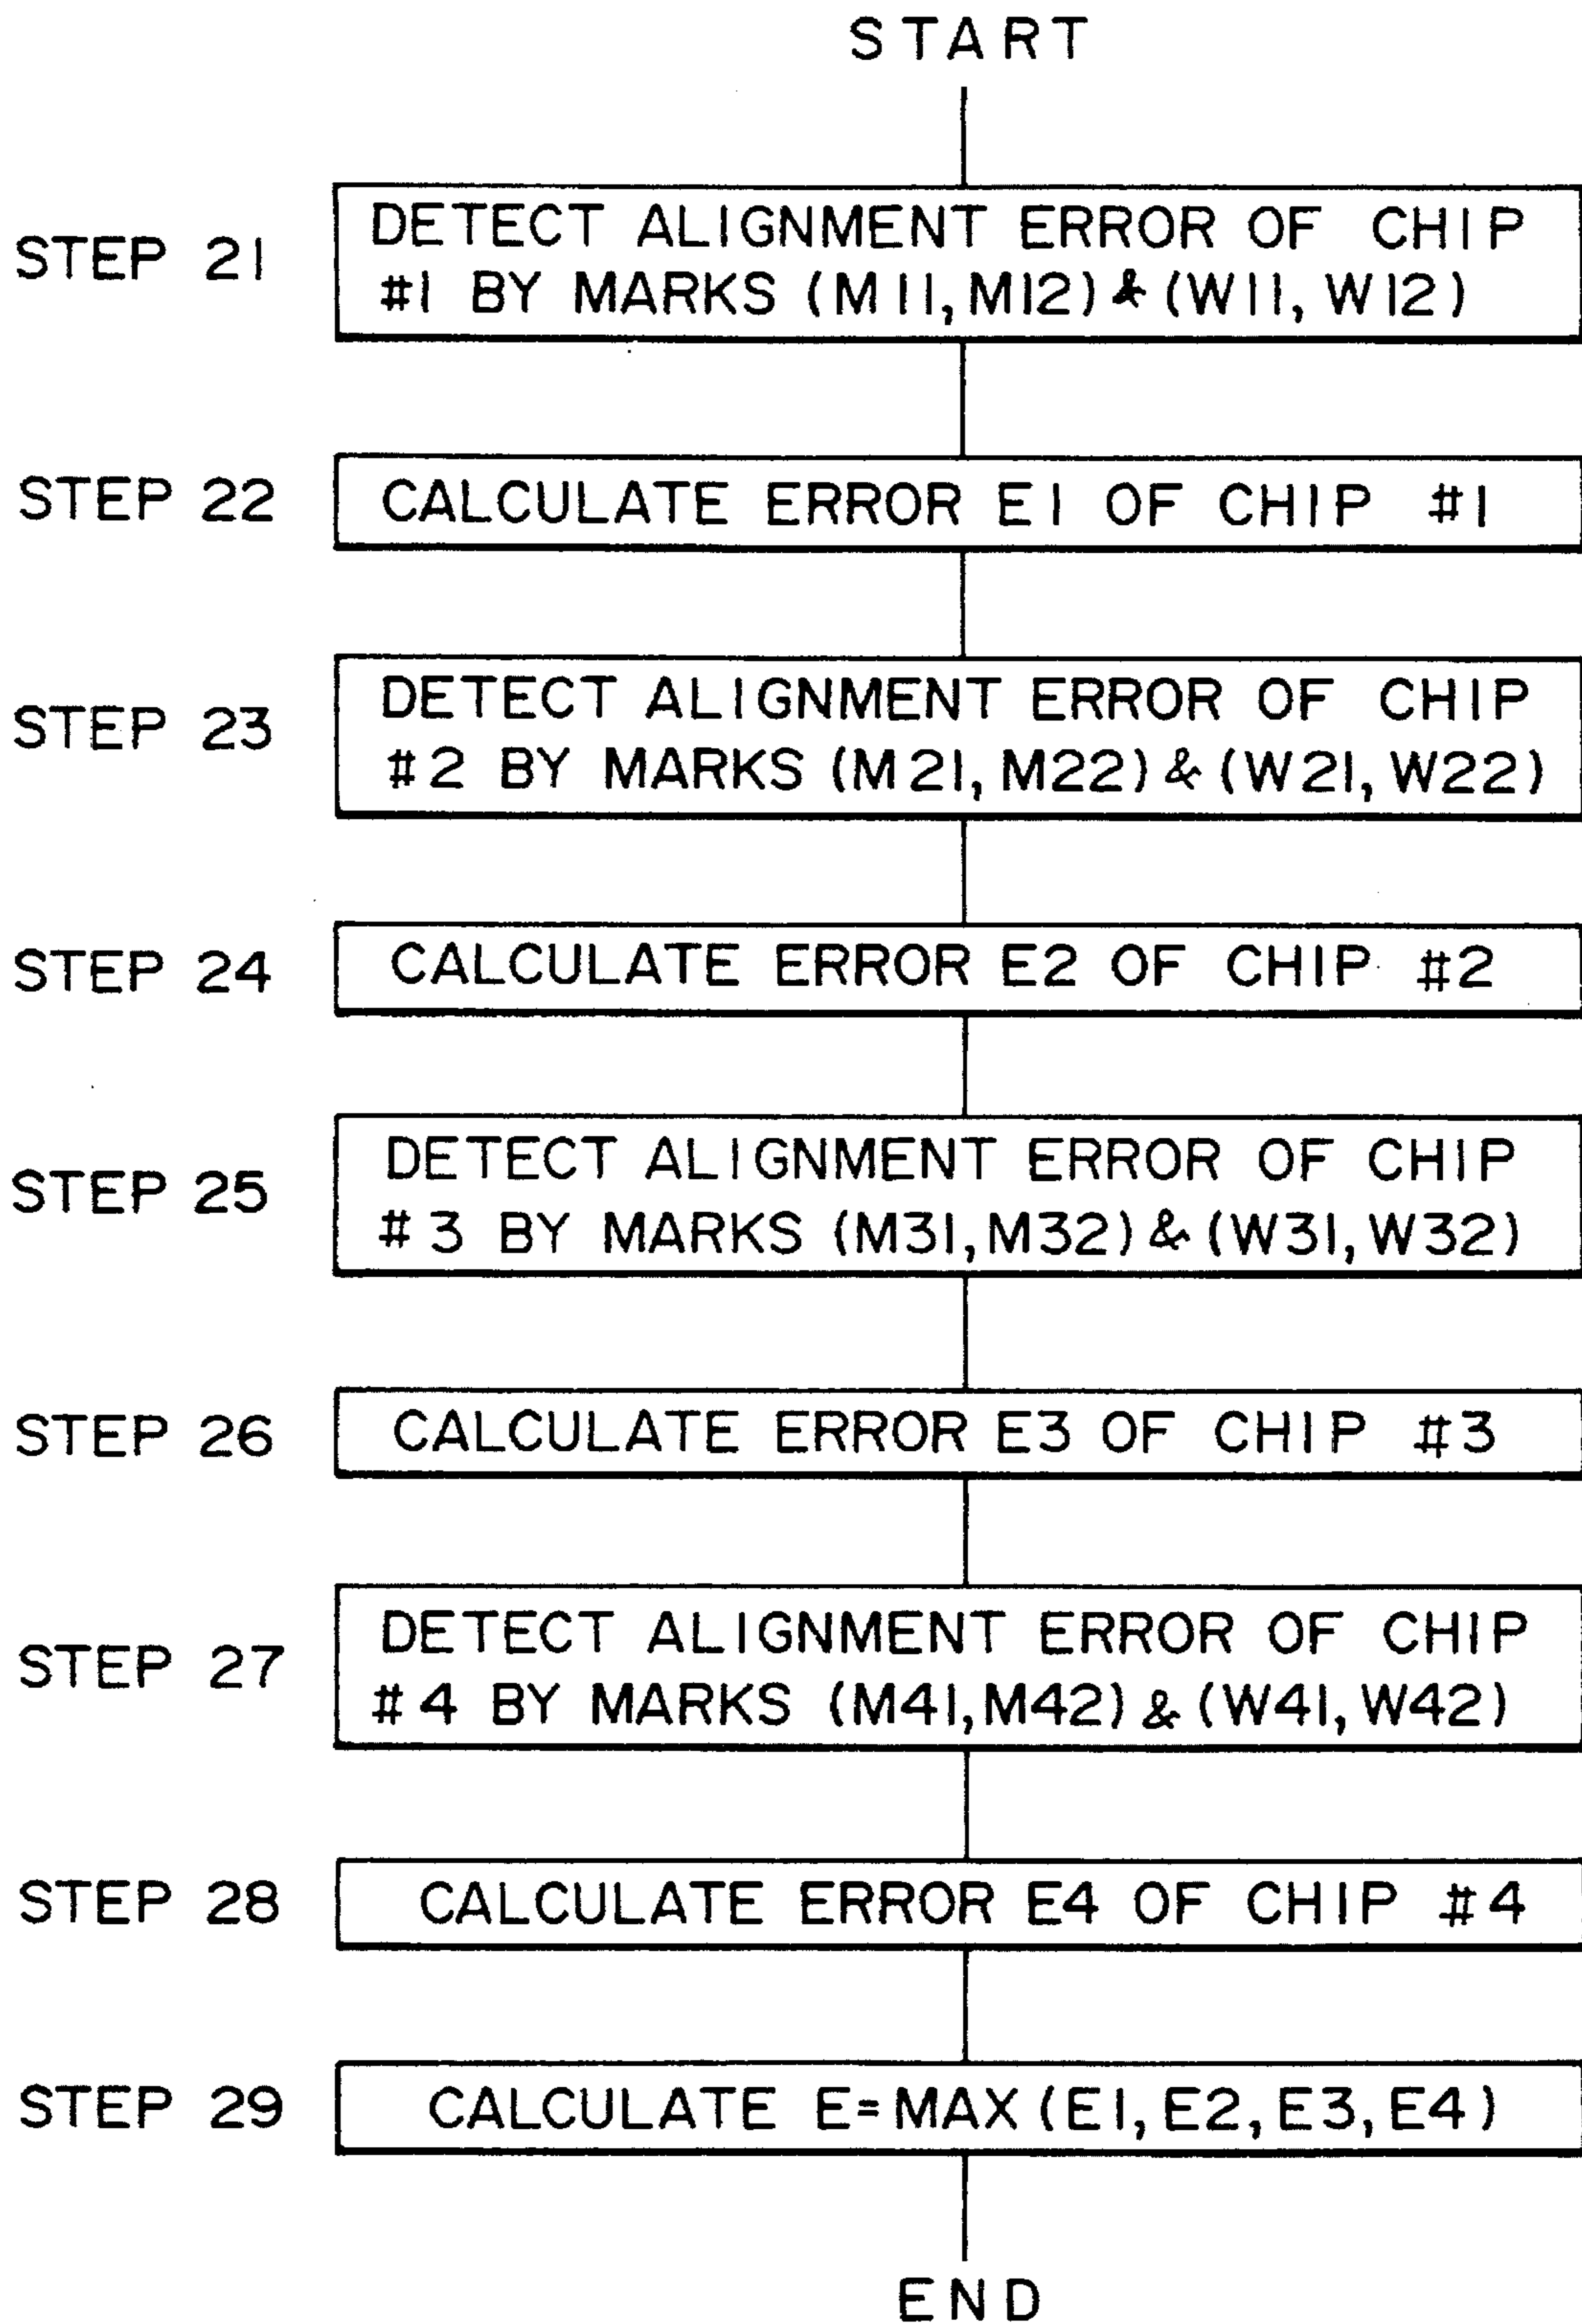 START
STEP 21
DETECT ALIGNMENT ERROR OF CHIP
#1 BY MARKS (M11, M12) & (W11, W12)
STEP 22
CALCULATE ERROR E1 OF CHIP #1
STEP 23
DETECT ALIGNMENT ERROR OF CHIP
#2 BY MARKS (M21, M22) & (W21, W22)
STEP 24
CALCULATE ERROR E2 OF CHIP #2
STEP 25
DETECT ALIGNMENT ERROR OF CHIP
#3 BY MARKS (M31, M32) & (W31, W32)
STEP 26
CALCULATE ERROR E3 OF CHIP #3
STEP 27
DETECT ALIGNMENT ERROR OF CHIP
#4 BY MARKS (M41, M42) & (W41, W42)
STEP 28
CALCULATE ERROR E4 OF CHIP #4
STEP 29
CALCULATE E=MAX (E1, E2, E3, E4)
END